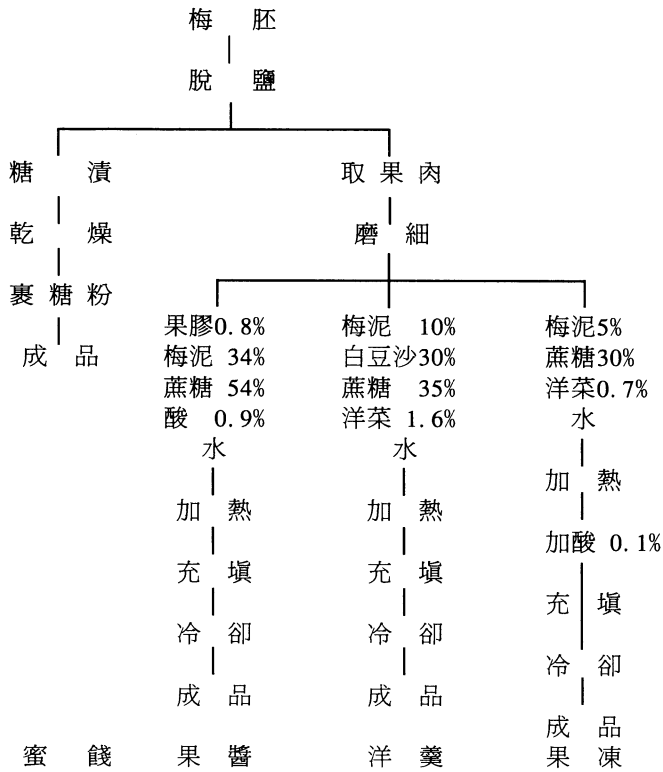 梅胚
脫鹽
糖漬
取果肉
乾燥
磨細
裹糖粉
成品
果膠0.8%
梅泥 34%
蔗糖 54%
酸 0.9%
水
加熱
充塡
冷卻
成品
梅泥 10%
白豆沙30%
蔗糖 35%
洋菜 1.6%
水
加熱
充塡
冷卻
成品
梅泥5%
蔗糖30%
洋菜0.7%
水
加熱
加酸 0.1%
充塡
冷卻
成品
蜜餞
果醬
洋羹
果凍